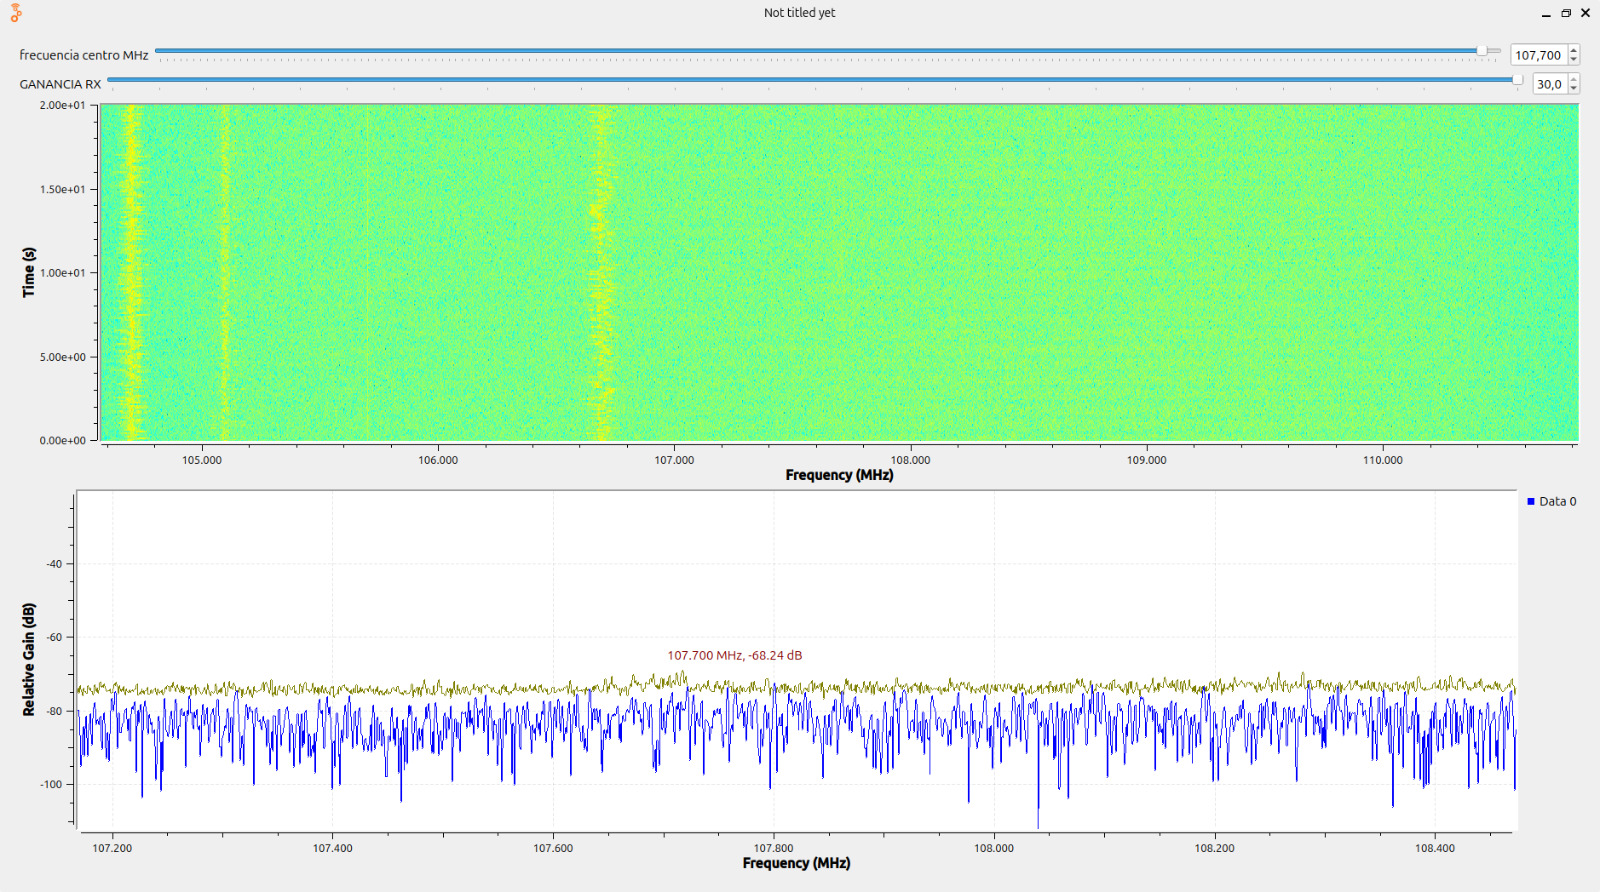 Not titled yet
frecuencia centro MHz
107,700
GANANCIA RX
30,0
2.00e+01
1.50e+01
1.00e+01
5.00e+00
0.00e+00
Time (s)
105.000 106.000 107.000 108.000 109.000 110.000
Frequency (MHz)
Data 0
-40
-60
-80
-100
Relative Gain (dB)
107.700 MHz, -68.24 dB
107.200 107.400 107.600 107.800 108.000 108.200 108.400
Frequency (MHz)